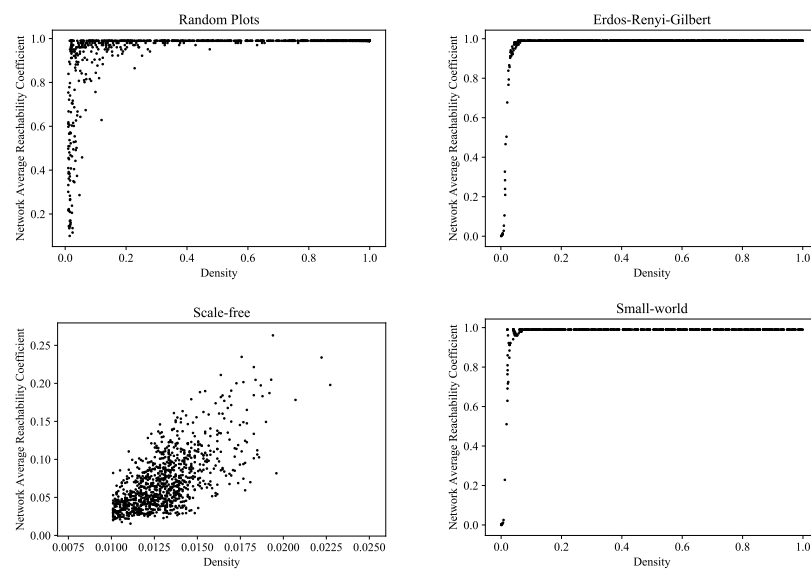 Random Plots
Network Average Reachability Coefficient
1.0
0.8
0.6
0.4
0.2
0.0 0.2 0.4 0.6 0.8 1.0
Density
Erdos-Renyi-Gilbert
Network Average Reachability Coefficient
1.0
0.8
0.6
0.4
0.2
0.0
0.0 0.2 0.4 0.6 0.8 1.0
Density
Scale-free
Network Average Reachability Coefficient
0.25
0.20
0.15
0.10
0.05
0.00
0.0075 0.0100 0.0125 0.0150 0.0175 0.0200 0.0225 0.0250
Density
Small-world
Network Average Reachability Coefficient
1.0
0.8
0.6
0.4
0.2
0.0
0.0 0.2 0.4 0.6 0.8 1.0
Density